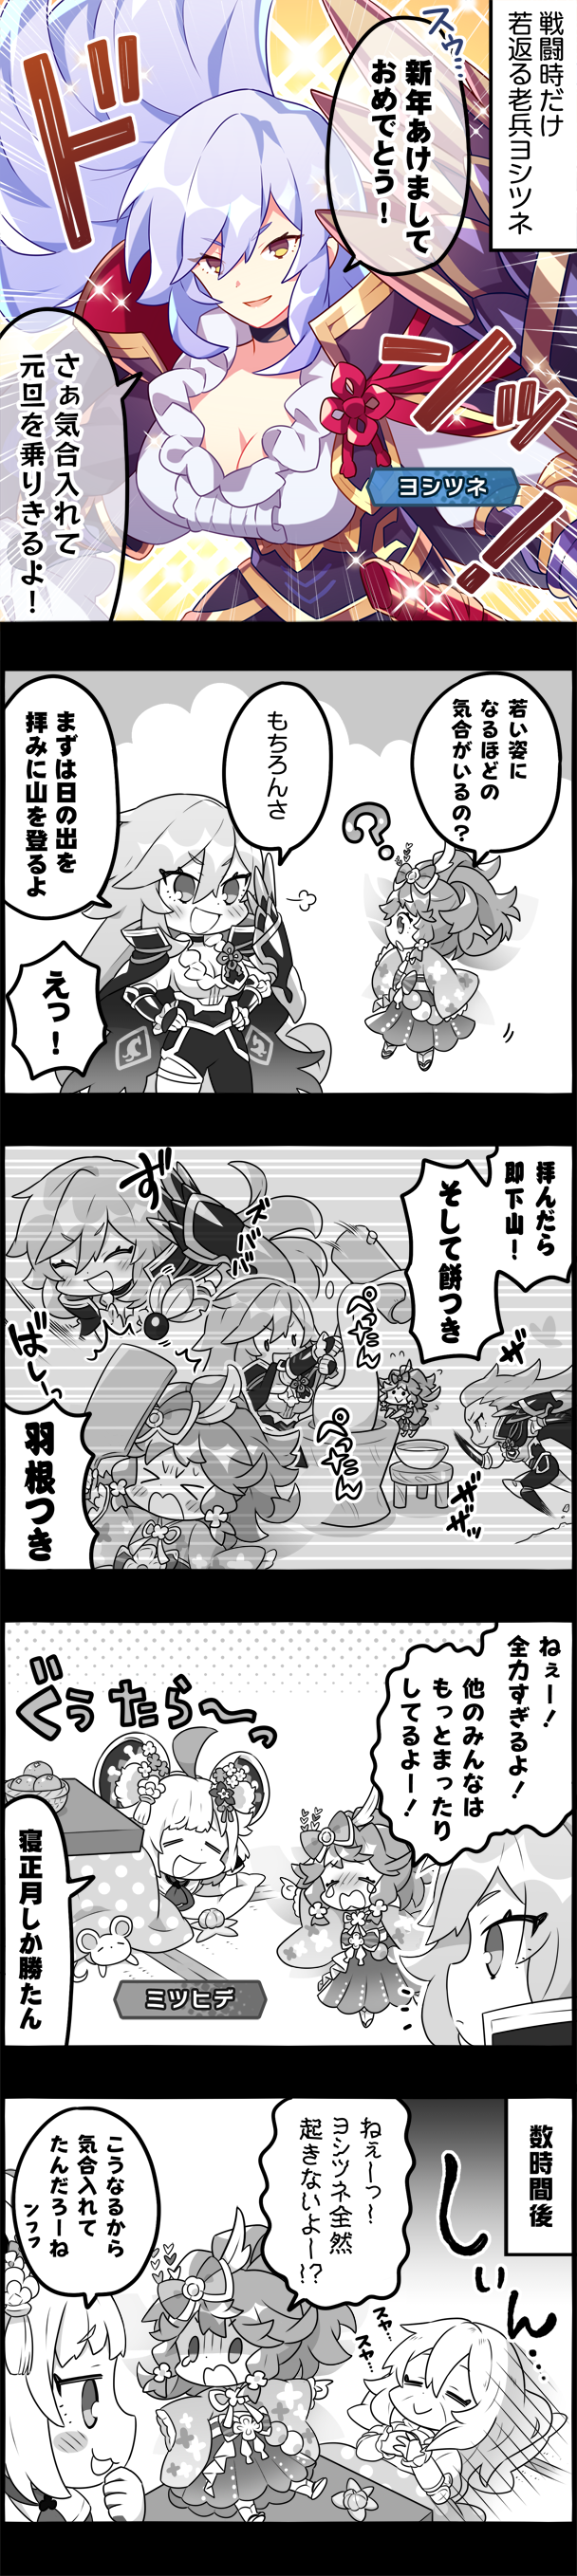 戦闘時だけ
若返る老兵ヨシツネ
スゥ…
新年あけまして
おめでとう！
ドーンッ！
ヨシツネ
さぁ気合入れて
元旦を乗りきるよ！
若い姿に
なるほどの
気合がいるの？
？
もちろんさ
まずは日の出を
拝みに山を登るよ
えっ！
拝んだら
即下山！
ザ
ザザッ
そして餅つき
ぺったん
ぺったん
ズババ
ず
ばしーっ
羽根つき
ねぇー！
全力すぎるよ！
他のみんなは
もっとまったり
してるよー！
ぐぅたら～っ
寝正月しか勝たん
ミツヒデ
数時間後
しぃん…
スヤ…
スヤ…
ねぇーっ～
ヨシツネ全然
起きないよー!?
こうなるから
気合入れて
たんだろーね
ンフフ